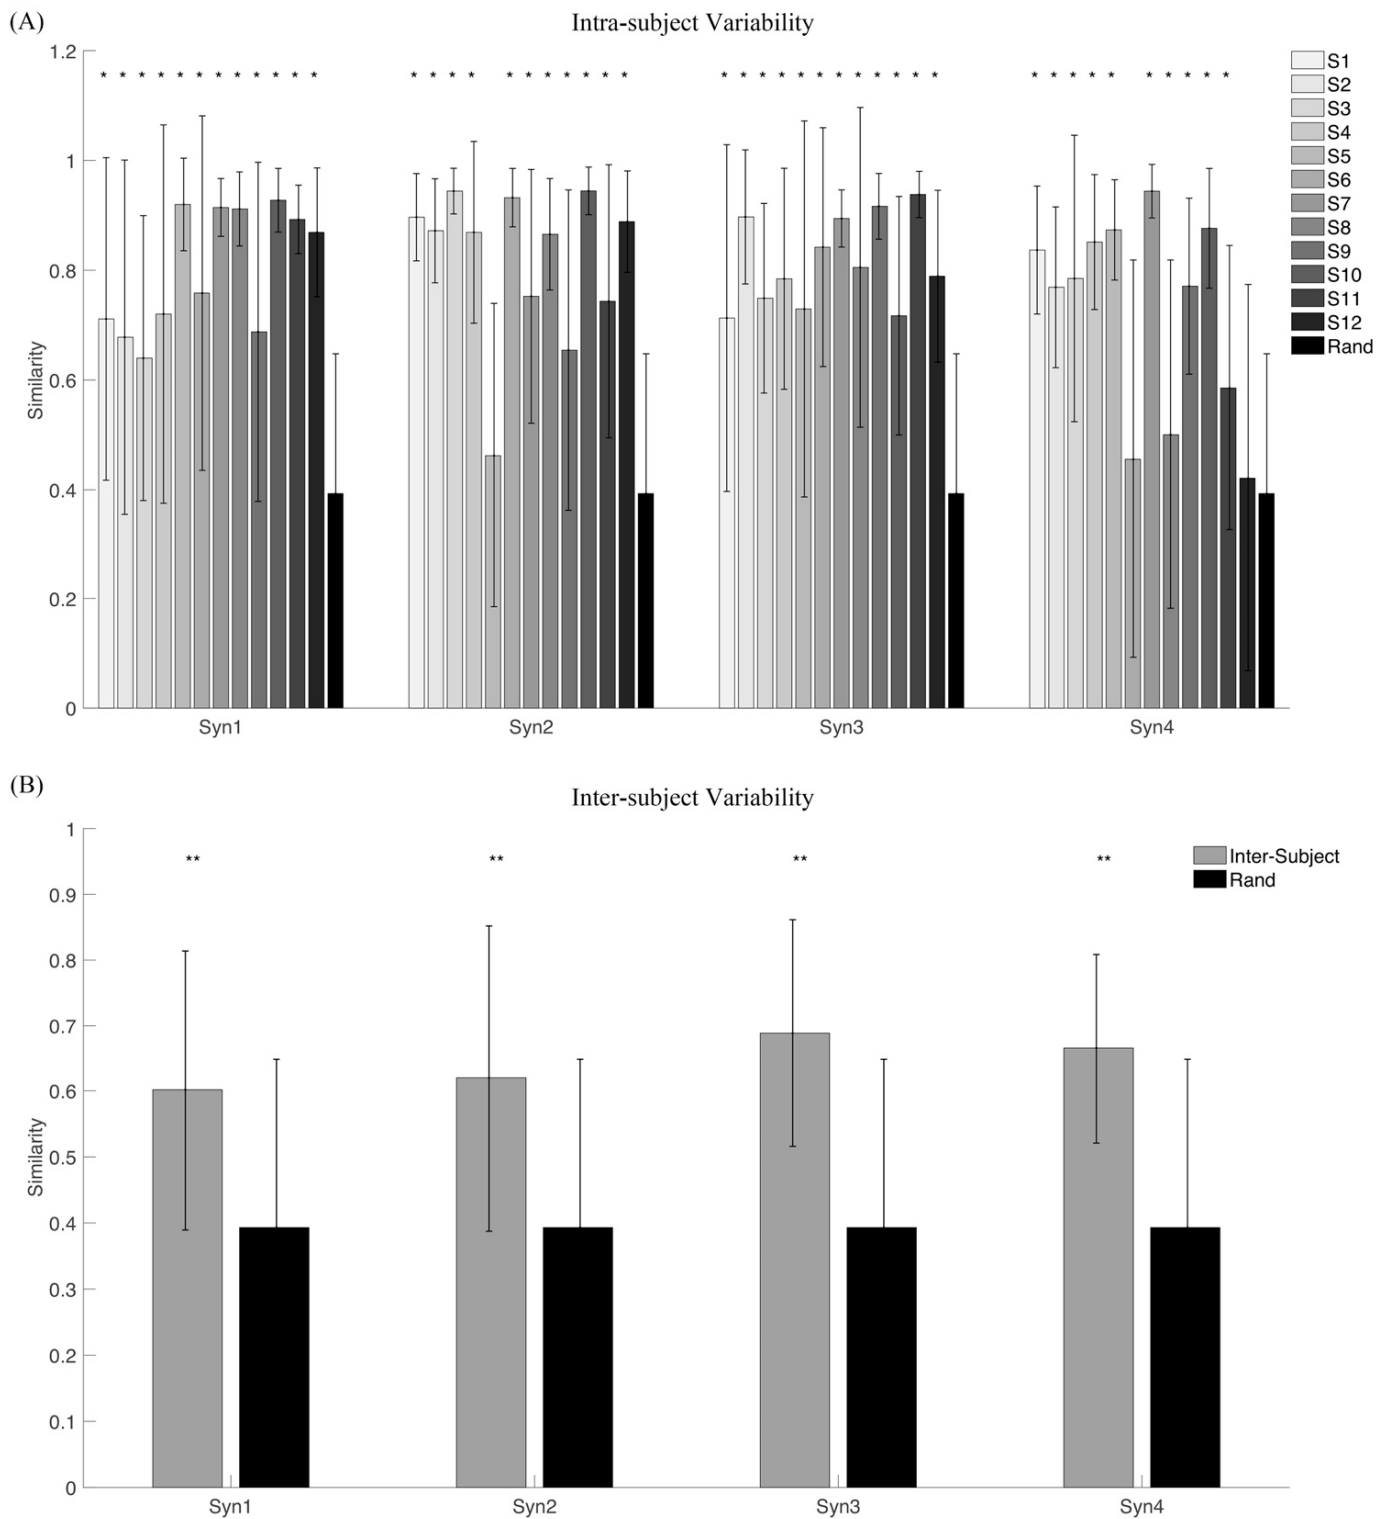 (A)
Intra-subject Variability
1.2
* * * * * * * * * * * *
* * * * * * * * * * *
* * * * * * * * * * * *
* * * * * * * * * *
1
0.8
0.6
0.4
0.2
0
Similarity
Syn1
Syn2
Syn3
Syn4
S1
S2
S3
S4
S5
S6
S7
S8
S9
S10
S11
S12
Rand
(B)
Inter-subject Variability
1
0.9
0.8
0.7
0.6
0.5
0.4
0.3
0.2
0.1
0
Similarity
**
**
**
**
Inter-Subject
Rand
Syn1
Syn2
Syn3
Syn4